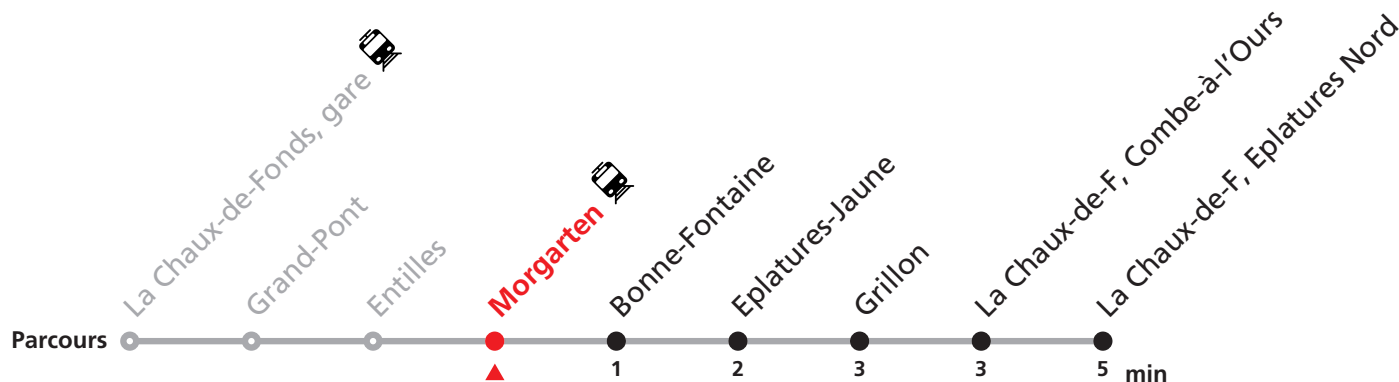 La Chaux-de-Fonds, gare
Grand-Pont
Entilles
Morgarten
Bonne-Fontaine
Eplatures-Jaune
Grillon
La Chaux-de-F, Combe-à-l'Ours
La Chaux-de-F, Eplatures Nord
Parcours
1 2 3 3 5 min